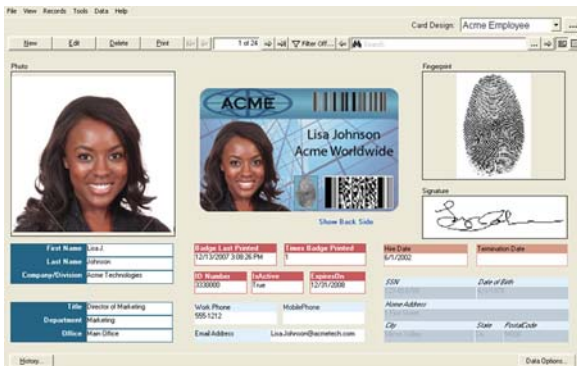 File View Records Tools Data Help
Card Design: Acme Employee
New Edit Delete Print 1 of 24 Filter Off... Search
Photo
Fingerprint
ACME
Lisa Johnson
Acme Worldwide
Show Back Side
Signature
First Name Lisa J.
Last Name Johnson
Company/Division Acme Technologies
Title Director of Marketing
Department Marketing
Office Main Office
Badge Last Printed Times Badge Printed
12/13/2007 3:08:26 PM 1
ID Number InActive ExpiresOn
3330000 True 12/31/2008
Work Phone MobilePhone
555-1212
Email Address Lisa.Johnson@acmetech.com
Hire Date Termination Date
6/1/2002
SSN Date of Birth
Home Address
City State PostalCode
History... Data Options...